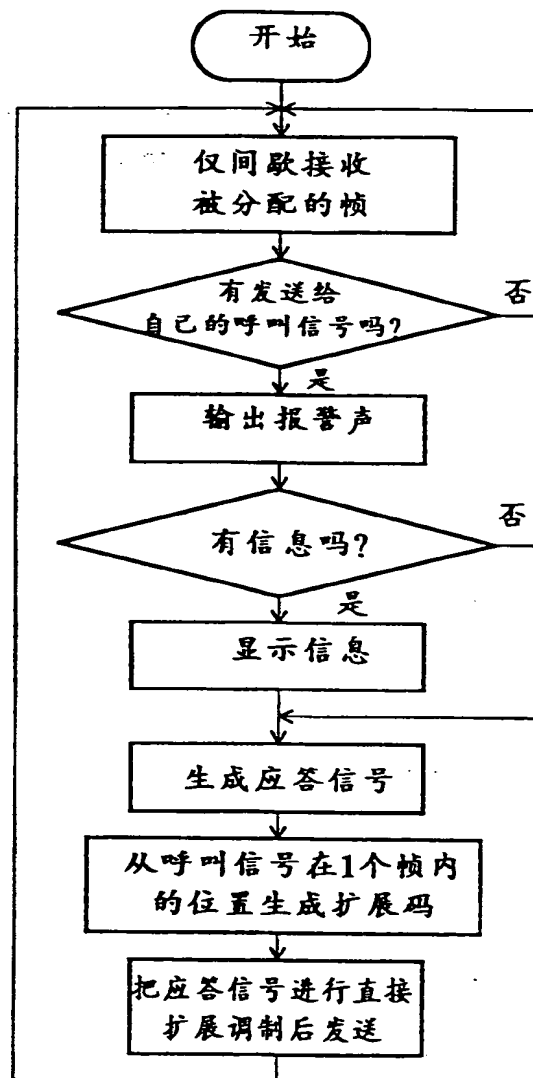 开始
仅间歇接收
被分配的帧
有发送给
自己的呼叫信号吗?
否
是
输出报警声
有信息吗?
否
是
显示信息
生成应答信号
从呼叫信号在1个帧内
的位置生成扩展码
把应答信号进行直接
扩展调制后发送